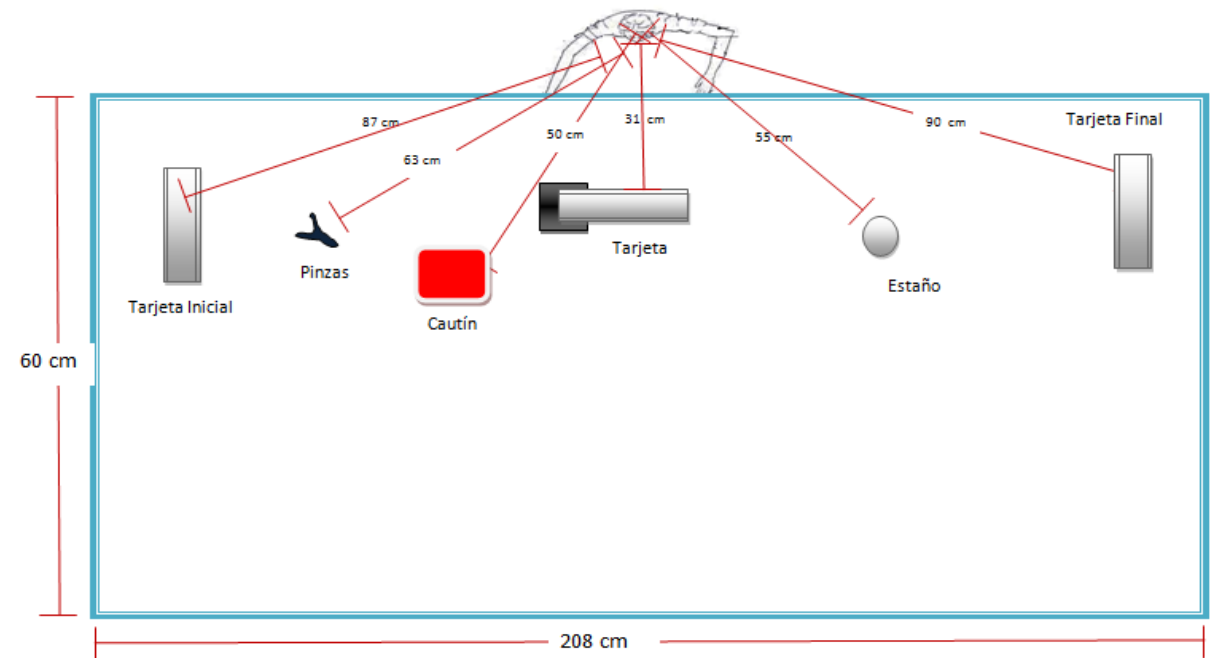 87 cm
63 cm
50 cm
31 cm
55 cm
90 cm
Tarjeta Final
Tarjeta Inicial
Pinzas
Cautín
Tarjeta
Estaño
60 cm
208 cm